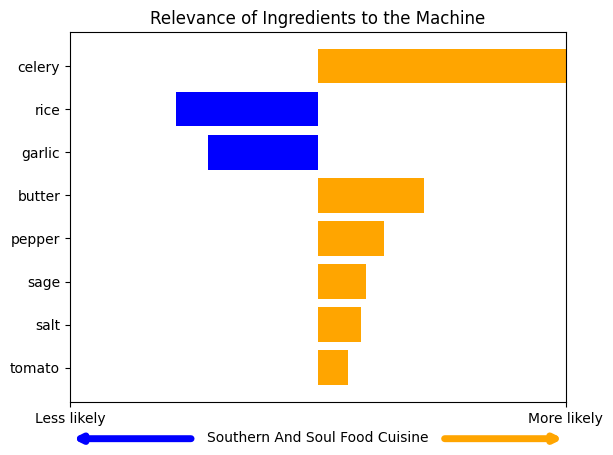 Relevance of Ingredients to the Machine
celery
rice
garlic
butter
pepper
sage
salt
tomato
Less likely More likely
Southern And Soul Food Cuisine